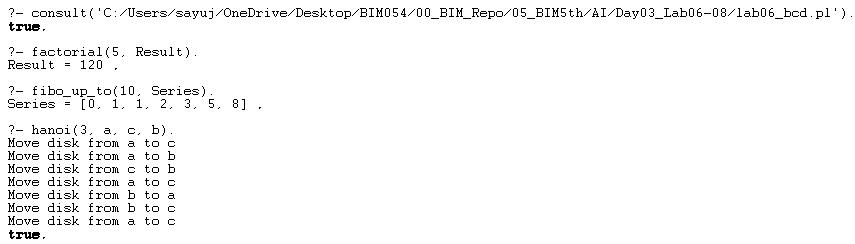 ?- consult('C:/Users/sayuj/OneDrive/Desktop/BIM054/00_BIM_Repo/05_BIM5th/AI/Day03_Lab06-08/lab06_bcd.pl').
true.
?- factorial(5, Result).
Result = 120 .
?- fibo_up_to(10, Series).
Series = [0, 1, 1, 2, 3, 5, 8] .
?- hanoi(3, a, c, b).
Move disk from a to c
Move disk from a to b
Move disk from c to b
Move disk from a to c
Move disk from b to a
Move disk from b to c
Move disk from a to c
true.